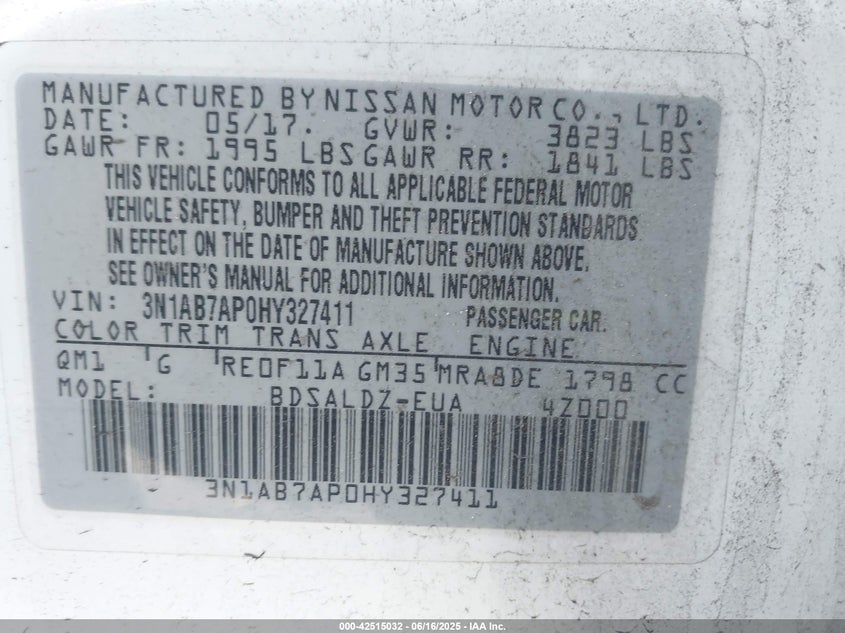 MANUFACTURED BY NISSAN MOTOR CO., LTD.
DATE: 05/17. GVWR: 3823 LBS
GAWR FR: 1995 LBS GAWR RR: 1841 LBS
THIS VEHICLE CONFORMS TO ALL APPLICABLE FEDERAL MOTOR
VEHICLE SAFETY, BUMPER AND THEFT PREVENTION STANDARDS
IN EFFECT ON THE DATE OF MANUFACTURE SHOWN ABOVE.
SEE OWNER'S MANUAL FOR ADDITIONAL INFORMATION.
VIN: 3N1AB7AP0HY327411 PASSENGER CAR.
COLOR TRIM TRANS AXLE ENGINE
QM1 G RE0F11A GM35 MRA8DE 1798 CC
MODEL: BDSALDZ-EUA 4Z000
3N1AB7AP0HY327411
000-42515032 - 06/16/2025 - IAA Inc.